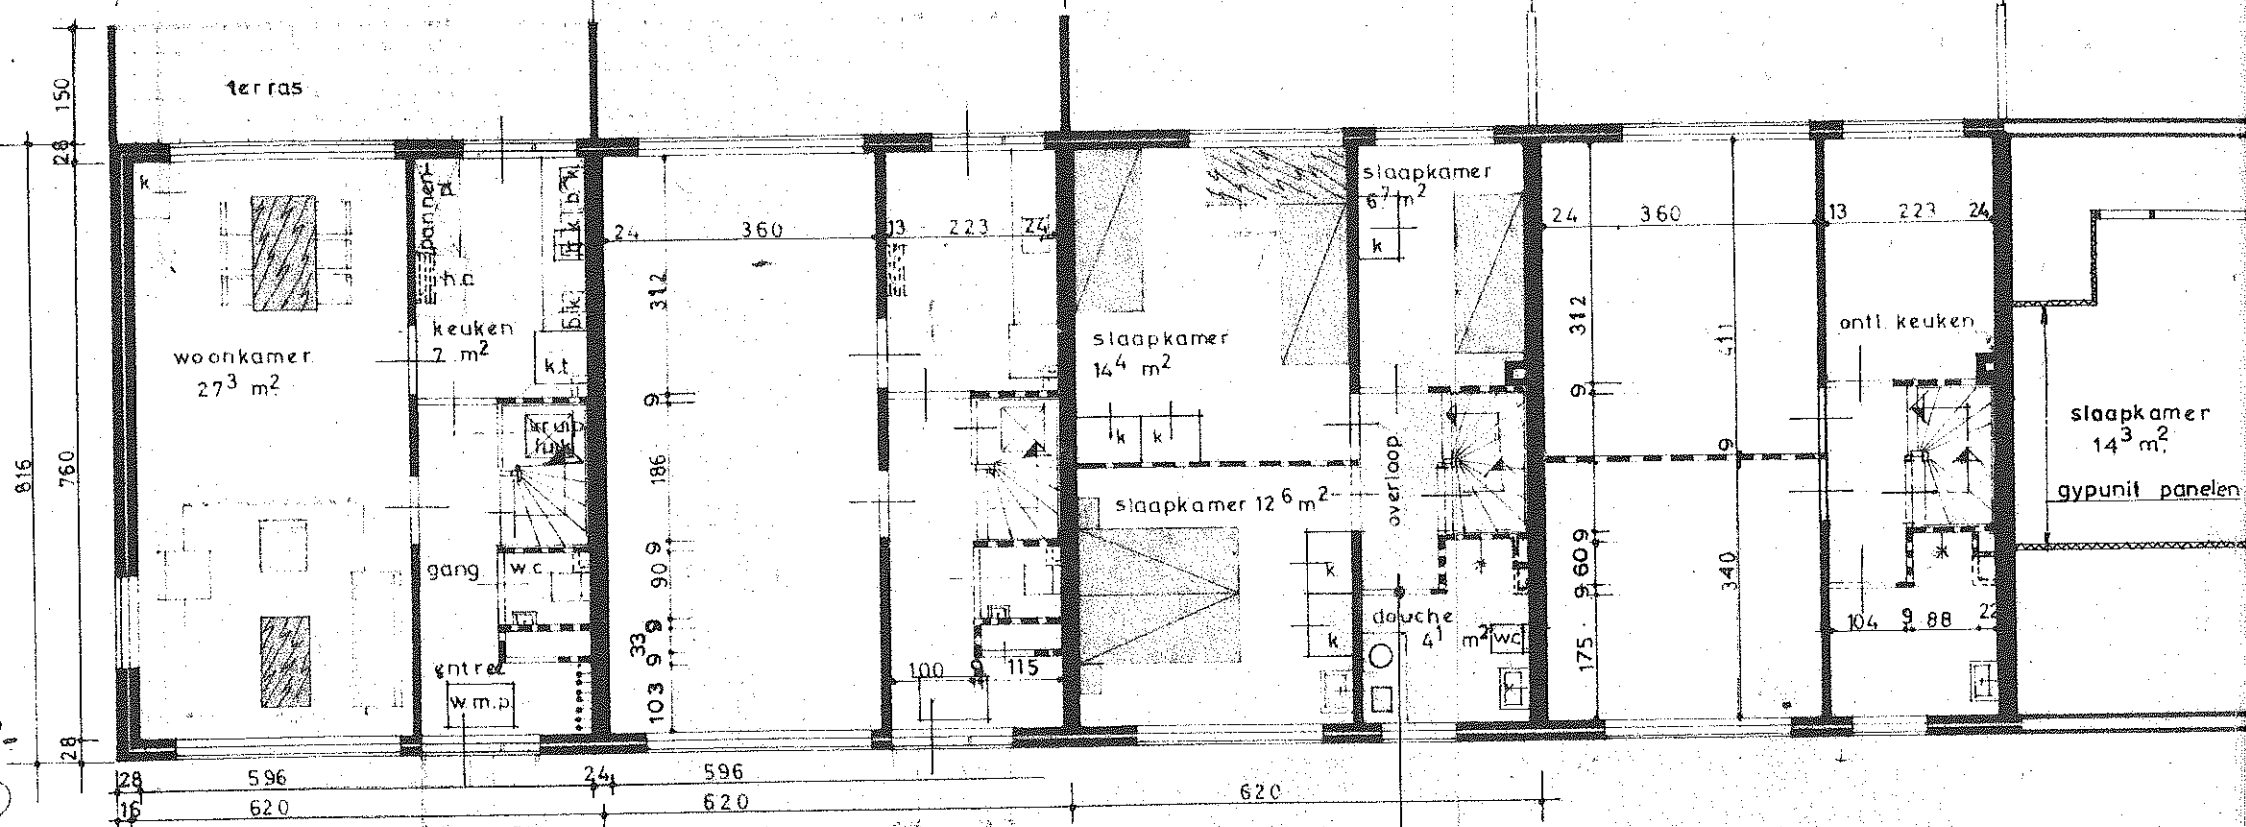 terras
150
28
816
760
28
k
pannen
h.c
keuken
7 m²
b.k
k.t
woonkamer
27³ m²
kruip
luik
gang
w c
entree
w.m.p.
28
596
24
16
620
24
360
13
223
24
312
9
186
9
90
9
33
9
103
100
9
115
596
620
slaapkamer
14⁴ m²
k
k
slaapkamer 12⁶ m²
k
k
slaapkamer
6⁷ m²
k
overloop
douche
4¹ m²
wc
620
24
360
13
223
24
312
411
9
9
9 60 9
340
175
ontl. keuken
104
9
88
22
slaapkamer
14³ m²
gypunit panelen